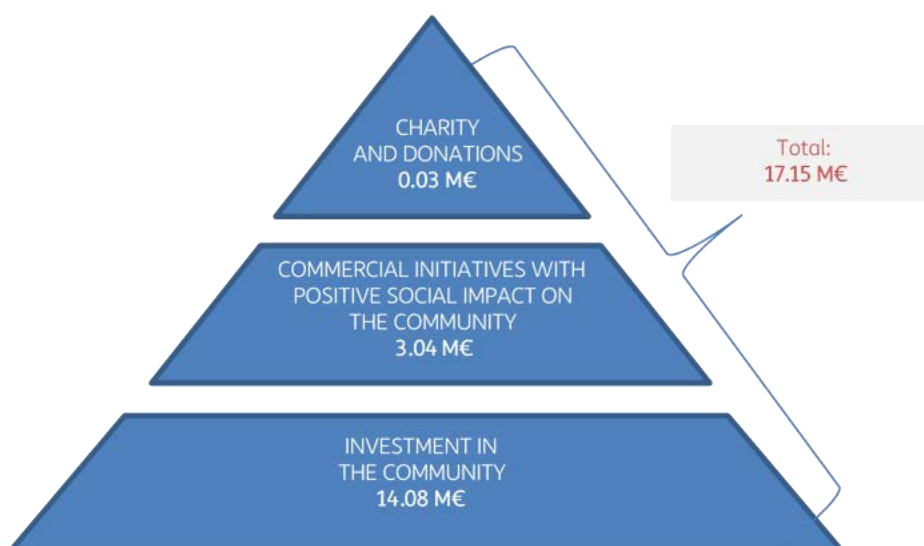 CHARITY
AND DONATIONS
0.03 M€
Total:
17.15 M€
COMMERCIAL INITIATIVES WITH
POSITIVE SOCIAL IMPACT ON
THE COMMUNITY
3.04 M€
INVESTMENT IN
THE COMMUNITY
14.08 M€